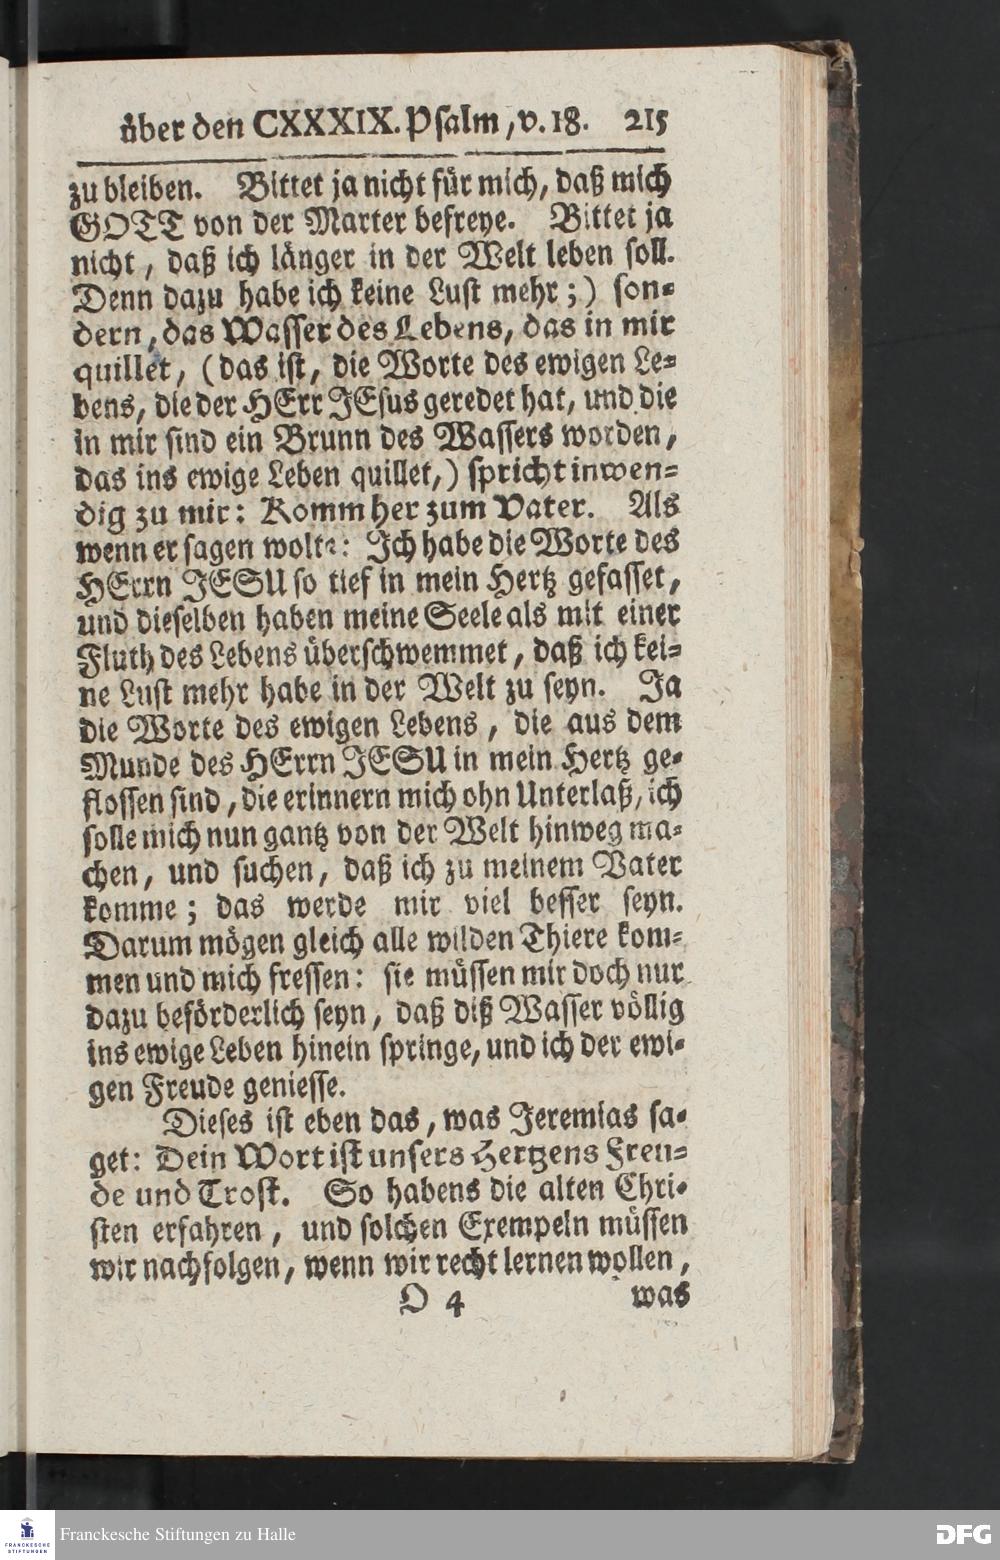 über den CXXXIX. Psalm, v. 18. 215
zu bleiben. Bittet ja nicht für mich, daß mich
GOTT von der Marter befreye. Bittet ja
nicht, daß ich länger in der Welt leben soll.
Denn dazu habe ich keine Lust mehr;) son-
dern, das Wasser des Lebens, das in mir
quillet, (das ist, die Worte des ewigen Le-
bens, die der HErr JEsus geredet hat, und die
in mir sind ein Brunn des Wassers worden,
das ins ewige Leben quillet,) spricht inwen-
dig zu mir: Komm her zum Vater. Als
wenn er sagen wolte: Ich habe die Worte des
HErrn JESU so tief in mein Hertz gefasset,
und dieselben haben meine Seele als mit einer
Fluth des Lebens überschwemmet, daß ich kei-
ne Lust mehr habe in der Welt zu seyn. Ja
die Worte des ewigen Lebens, die aus dem
Munde des HErrn JESU in mein Hertz ge-
flossen sind, die erinnern mich ohn Unterlaß, ich
solle mich nun gantz von der Welt hinweg ma-
chen, und suchen, daß ich zu meinem Vater
komme; das werde mir viel besser seyn.
Darum mögen gleich alle wilden Thiere kom-
men und mich fressen: sie müssen mir doch nur
dazu beförderlich seyn, daß diß Wasser völlig
ins ewige Leben hinein springe, und ich der ewi-
gen Freude geniesse.
Dieses ist eben das, was Jeremias sa-
get: Dein Wort ist unsers Hertzens Freu-
de und Trost. So habens die alten Chri-
sten erfahren, und solchen Exempeln müssen
wir nachfolgen, wenn wir recht lernen wollen,
O 4 was
FRANCKESCHE
STIFTUNGEN
Franckesche Stiftungen zu Halle
DFG